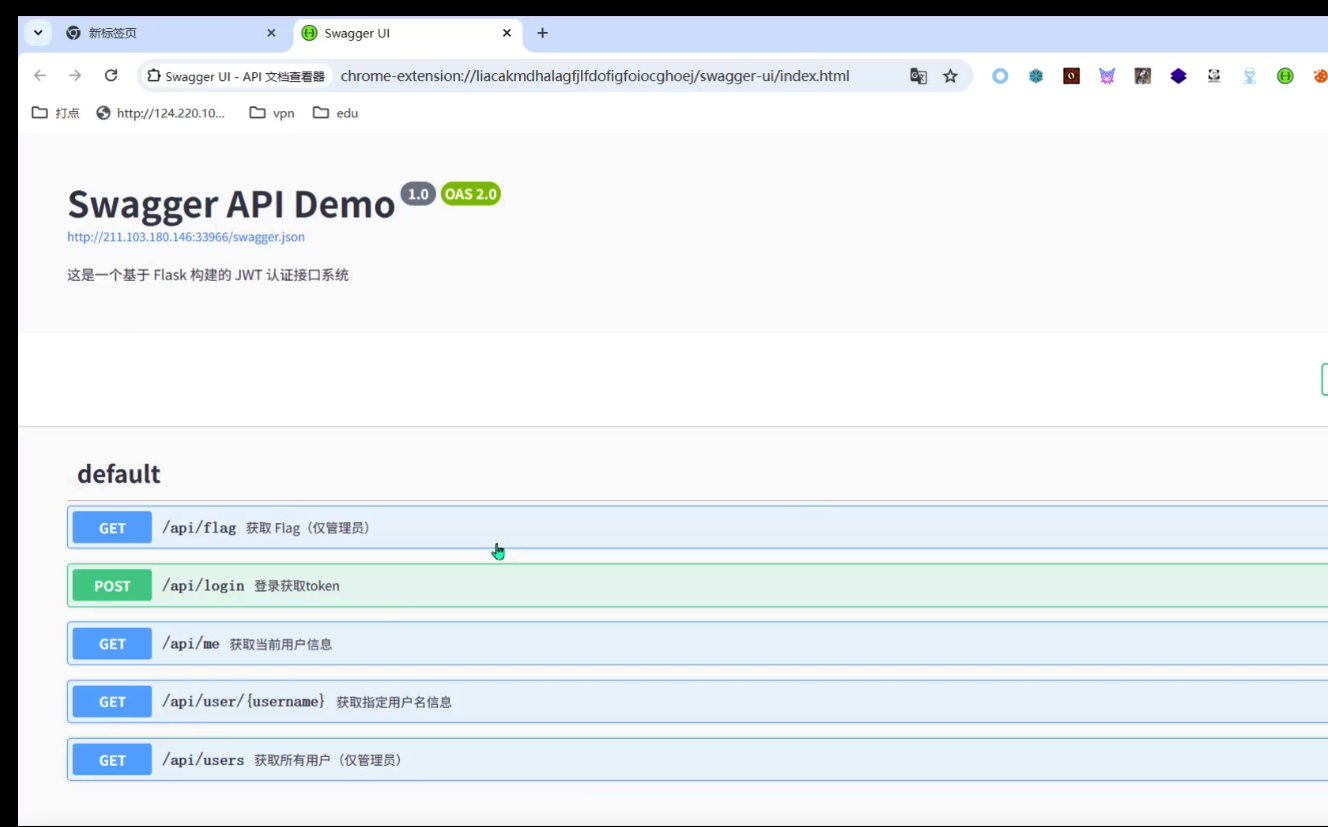 新标签页
Swagger UI
Swagger UI - API 文档查看器 chrome-extension://liacakmdhalagfjlfdofigfoiocghoej/swagger-ui/index.html
打点 http://124.220.10... vpn edu
Swagger API Demo 1.0 OAS 2.0
http://211.103.180.146:33966/swagger.json
这是一个基于 Flask 构建的 JWT 认证接口系统
default
GET /api/flag 获取 Flag（仅管理员）
POST /api/login 登录获取token
GET /api/me 获取当前用户信息
GET /api/user/{username} 获取指定用户名信息
GET /api/users 获取所有用户（仅管理员）